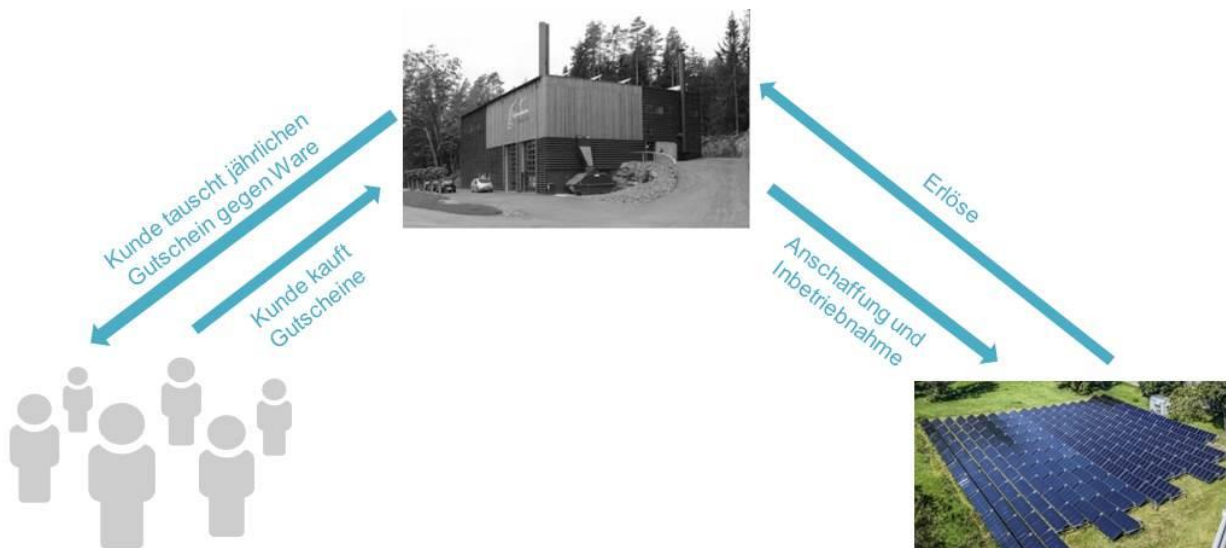 Kunde tauscht jährlichen
Gutschein gegen Ware
Kunde kauft
Gutscheine
Anschaffung und
Inbetriebnahme
Erlöse